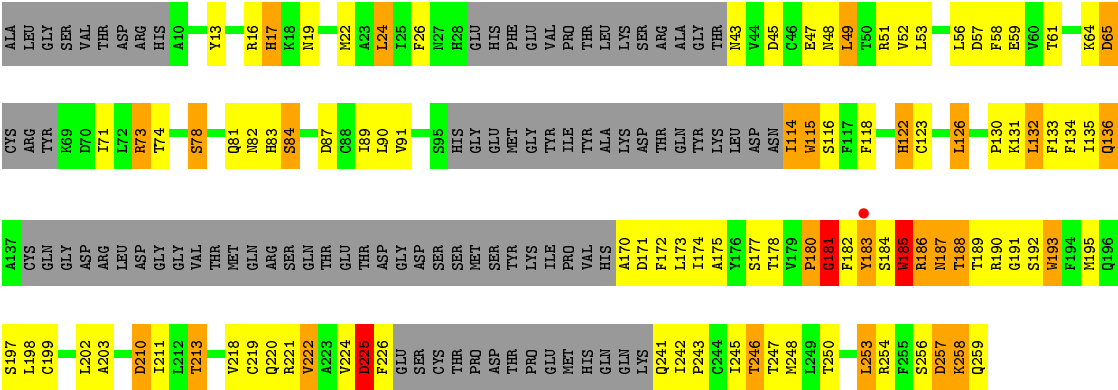 ALA LEU GLY SER VAL THR ASP ARG HIS A10 Y13 R16 H17 K18 N19 M22 A23 L24 I25 F26 N27 H28 GLU HIS PHE GLU VAL PRO THR LEU LYS SER ARG ALA GLY THR N43 V44 D45 C46 E47 N48 L49 T50 R51 V52 L53 L56 D57 F58 E59 V60 T61 K64 D65
CYS ARG TYR K69 D70 I71 L72 R73 T74 S78 Q81 N82 H83 S84 D87 C88 I89 L90 V91 S95 HIS GLY GLU MET GLY TYR ILE TYR ALA LYS ASP THR GLN TYR LYS LEU ASP ASN I114 W115 S116 F117 F118 H122 C123 L126 P130 K131 L132 F133 F134 I135 Q136
A137 CYS GLN GLY ASP ARG LEU ASP GLY GLY VAL THR MET GLN ARG SER GLN THR GLU THR ASP GLY ASP SER SER MET SER TYR LYS ILE PRO VAL HIS A170 D171 F172 L173 I174 A175 Y176 S177 T178 V179 P180 G181 F182 Y183 S184 W185 R186 N187 T188 T189 R190 G191 S192 W193 F194 M195 Q196
S197 L198 C199 L202 A203 D210 I211 L212 T213 V218 C219 Q220 R221 V222 A223 V224 D225 F226 GLU SER CYS THR PRO ASP THR PRO GLU MET HIS GLN GLN LYS Q241 I242 P243 C244 I245 T246 T247 M248 L249 T250 L253 R254 F255 S256 D257 K258 Q259